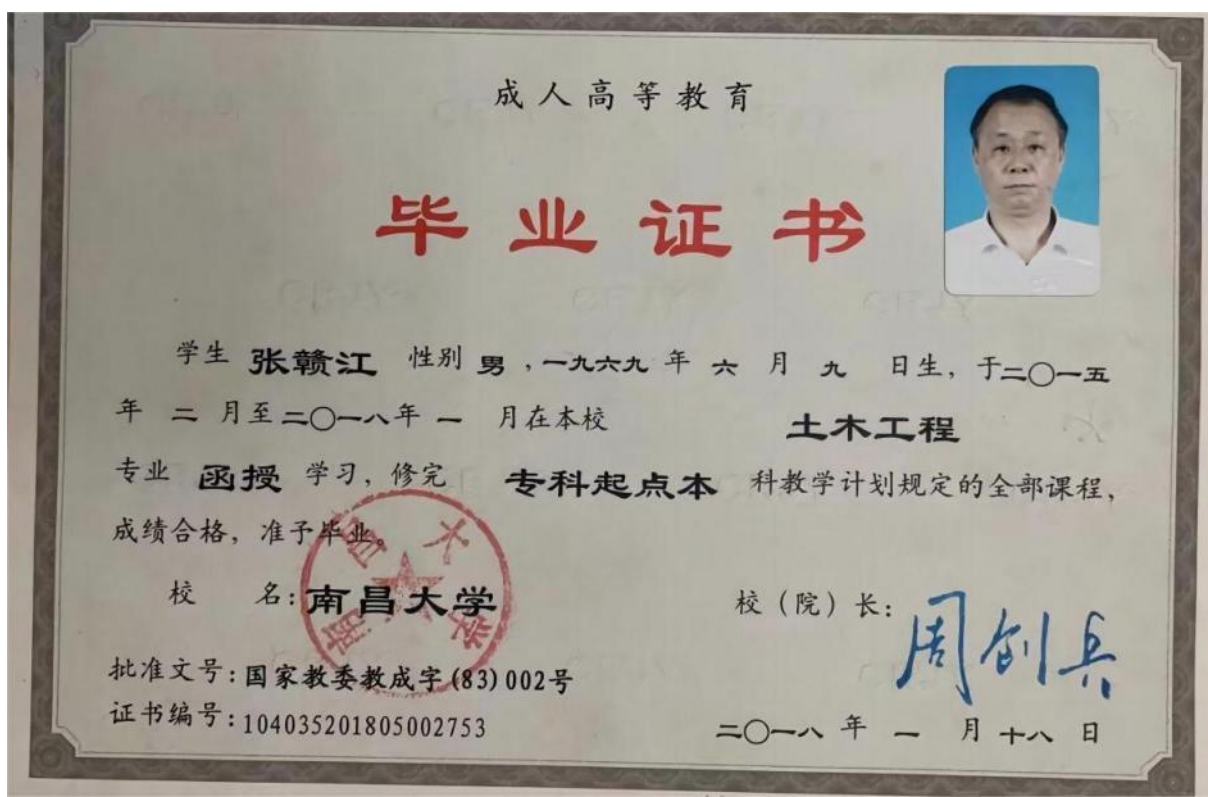 成人高等教育
毕业证书
学生 张赣江 性别 男 ,一九六九 年 六 月 九 日生, 于二〇一五
年 二 月至二〇一八年 一 月在本校 土木工程
专业 函授 学习, 修完 专科起点本 科教学计划规定的全部课程,
成绩合格, 准予毕业。
校 名: 南昌大学
南昌大学
校 (院) 长: 周创兵
批准文号: 国家教委教成字(83)002号
证书编号: 104035201805002753
二〇一八 年 一 月 十八 日